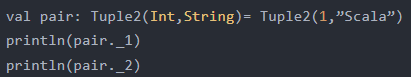 val pair: Tuple2(Int,String)= Tuple2(1,”Scala”)
println(pair._1)
println(pair._2)